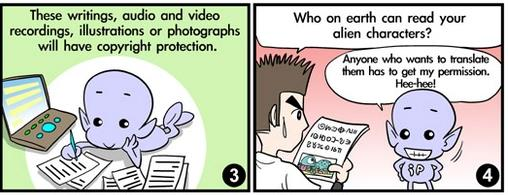 These writings, audio and video
recordings, illustrations or photographs
will have copyright protection.
3
Who on earth can read your
alien characters?
Anyone who wants to translate
them has to get my permission.
Hee-hee!
iP
4